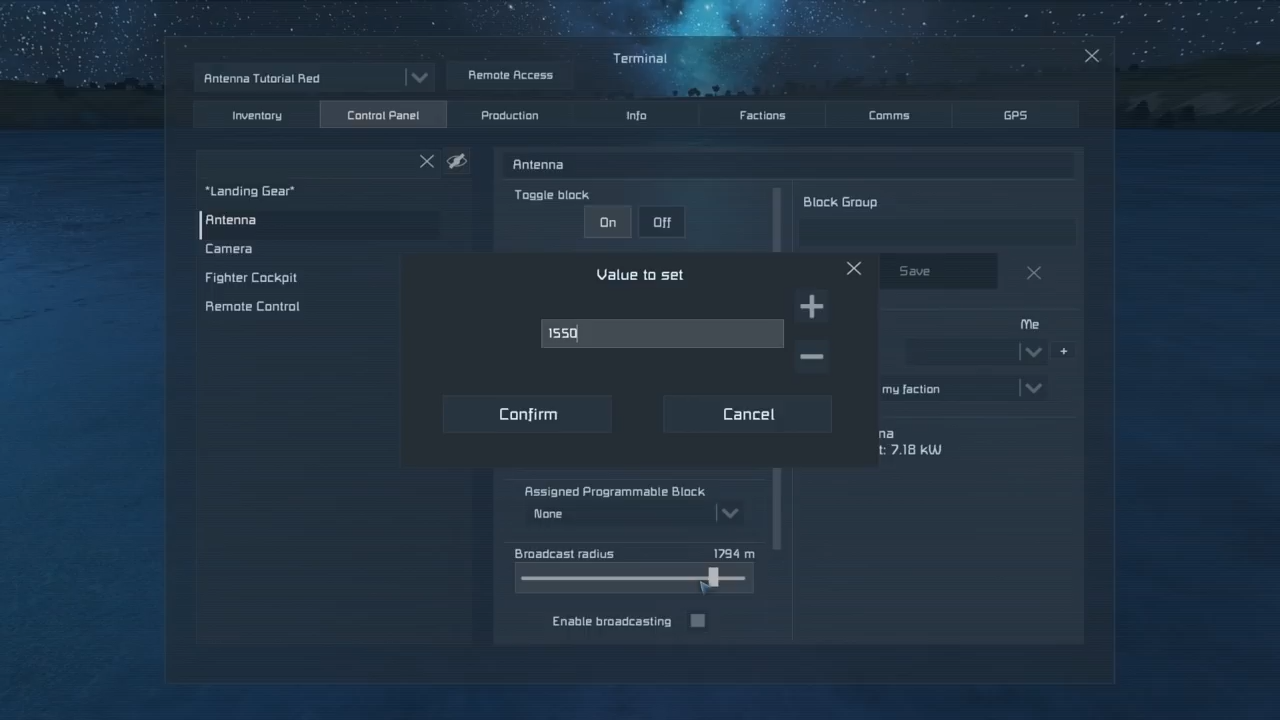 Terminal
Antenna Tutorial Red
Remote Access
Inventory
Control Panel
Production
Info
Factions
Comms
GPS
*Landing Gear*
Antenna
Camera
Fighter Cockpit
Remote Control
Antenna
Toggle block
On
Off
Block Group
Save
Me
my faction
na
t: 7.18 kW
Value to set
1550
Confirm
Cancel
Assigned Programmable Block
None
Broadcast radius
1794 m
Enable broadcasting